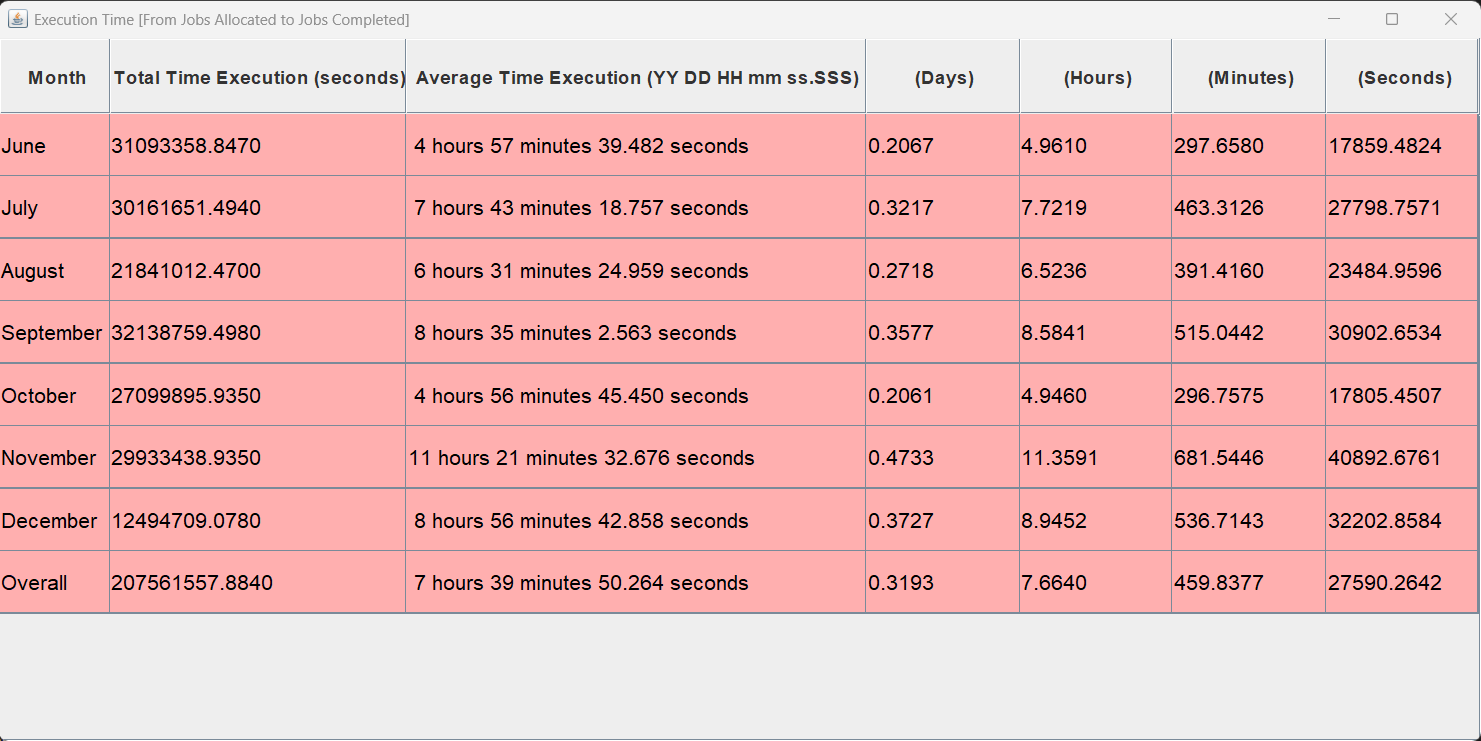 Execution Time [From Jobs Allocated to Jobs Completed]
Month Total Time Execution (seconds) Average Time Execution (YY DD HH mm ss.SSS) (Days) (Hours) (Minutes) (Seconds)
June 31093358.8470 4 hours 57 minutes 39.482 seconds 0.2067 4.9610 297.6580 17859.4824
July 30161651.4940 7 hours 43 minutes 18.757 seconds 0.3217 7.7219 463.3126 27798.7571
August 21841012.4700 6 hours 31 minutes 24.959 seconds 0.2718 6.5236 391.4160 23484.9596
September 32138759.4980 8 hours 35 minutes 2.563 seconds 0.3577 8.5841 515.0442 30902.6534
October 27099895.9350 4 hours 56 minutes 45.450 seconds 0.2061 4.9460 296.7575 17805.4507
November 29933438.9350 11 hours 21 minutes 32.676 seconds 0.4733 11.3591 681.5446 40892.6761
December 12494709.0780 8 hours 56 minutes 42.858 seconds 0.3727 8.9452 536.7143 32202.8584
Overall 207561557.8840 7 hours 39 minutes 50.264 seconds 0.3193 7.6640 459.8377 27590.2642